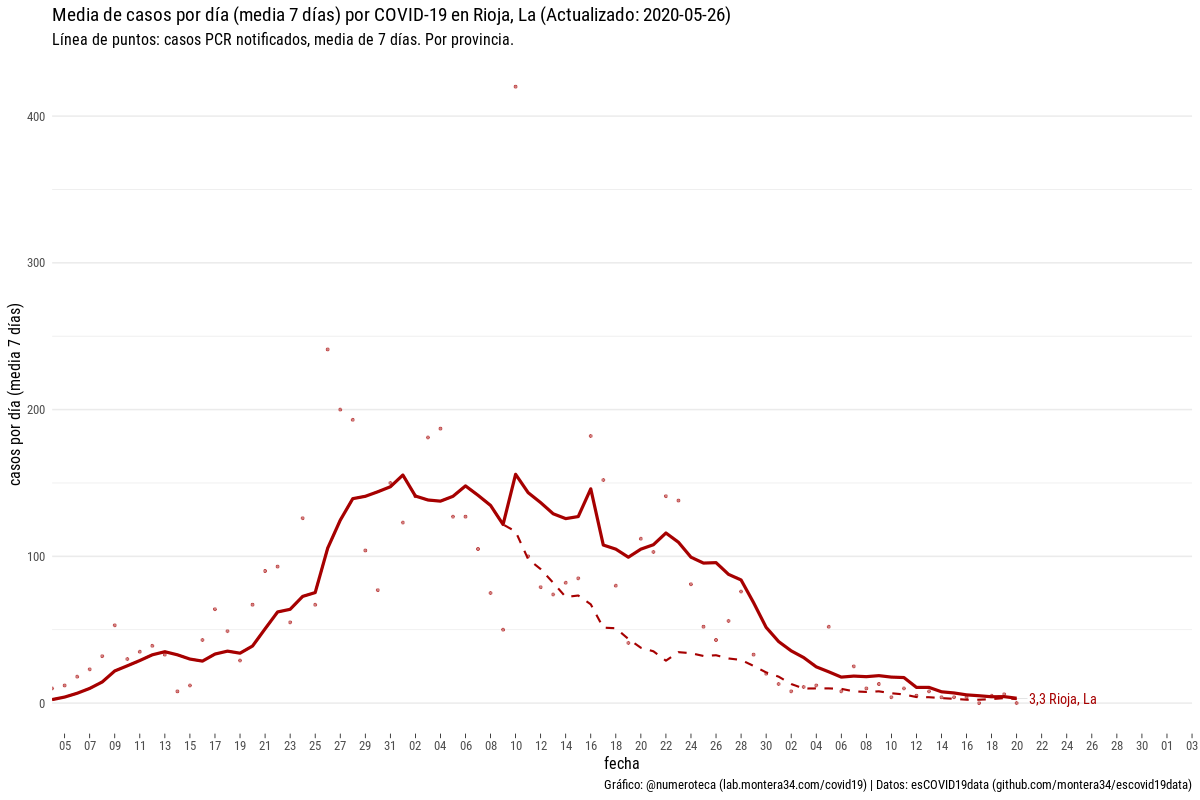 Media de casos por día (media 7 días) por COVID-19 en Rioja, La (Actualizado: 2020-05-26)
Línea de puntos: casos PCR notificados, media de 7 días. Por provincia.
casos por día (media 7 días)
400
300
200
100
0
3,3 Rioja, La
05 07 09 11 13 15 17 19 21 23 25 27 29 31 02 04 06 08 10 12 14 16 18 20 22 24 26 28 30 02 04 06 08 10 12 14 16 18 20 22 24 26 28 30 01 03
fecha
Gráfico: @numeroteca (lab.montera34.com/covid19) | Datos: esCOVID19data (github.com/montera34/escovid19data)